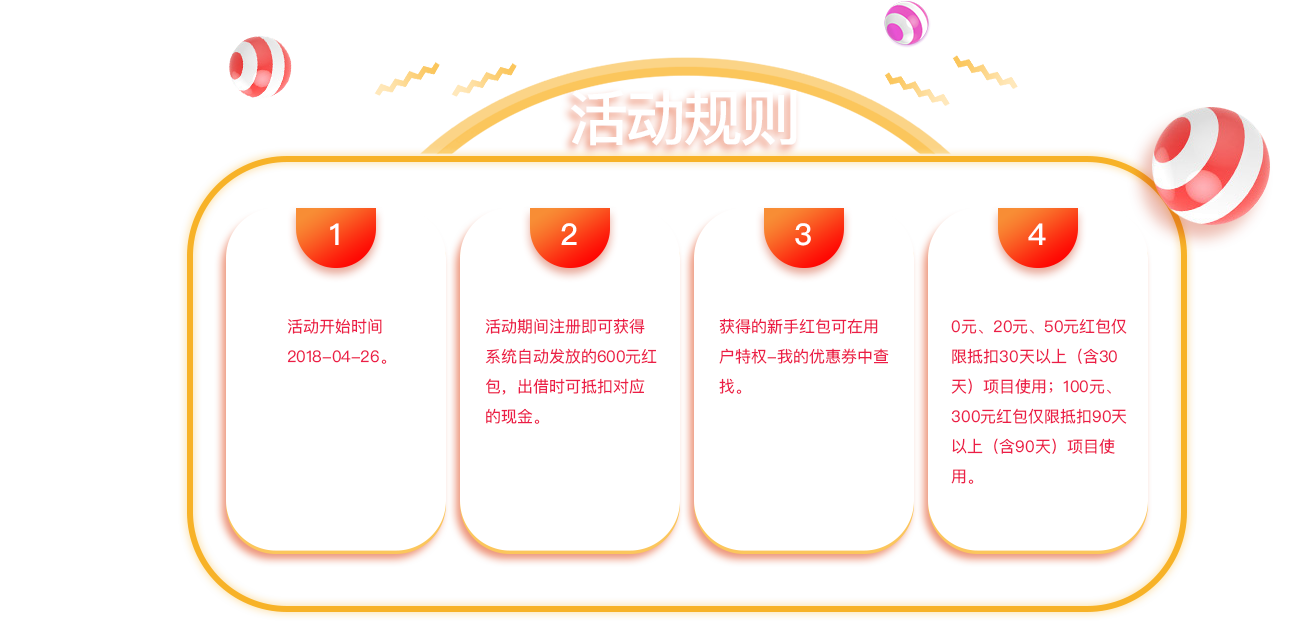 活动规则
1
活动开始时间
2018-04-26。
2
活动期间注册即可获得
系统自动发放的600元红
包，出借时可抵扣对应
的现金。
3
获得的新手红包可在用
户特权-我的优惠券中查
找。
4
0元、20元、50元红包仅
限抵扣30天以上（含30
天）项目使用；100元、
300元红包仅限抵扣90天
以上（含90天）项目使
用。